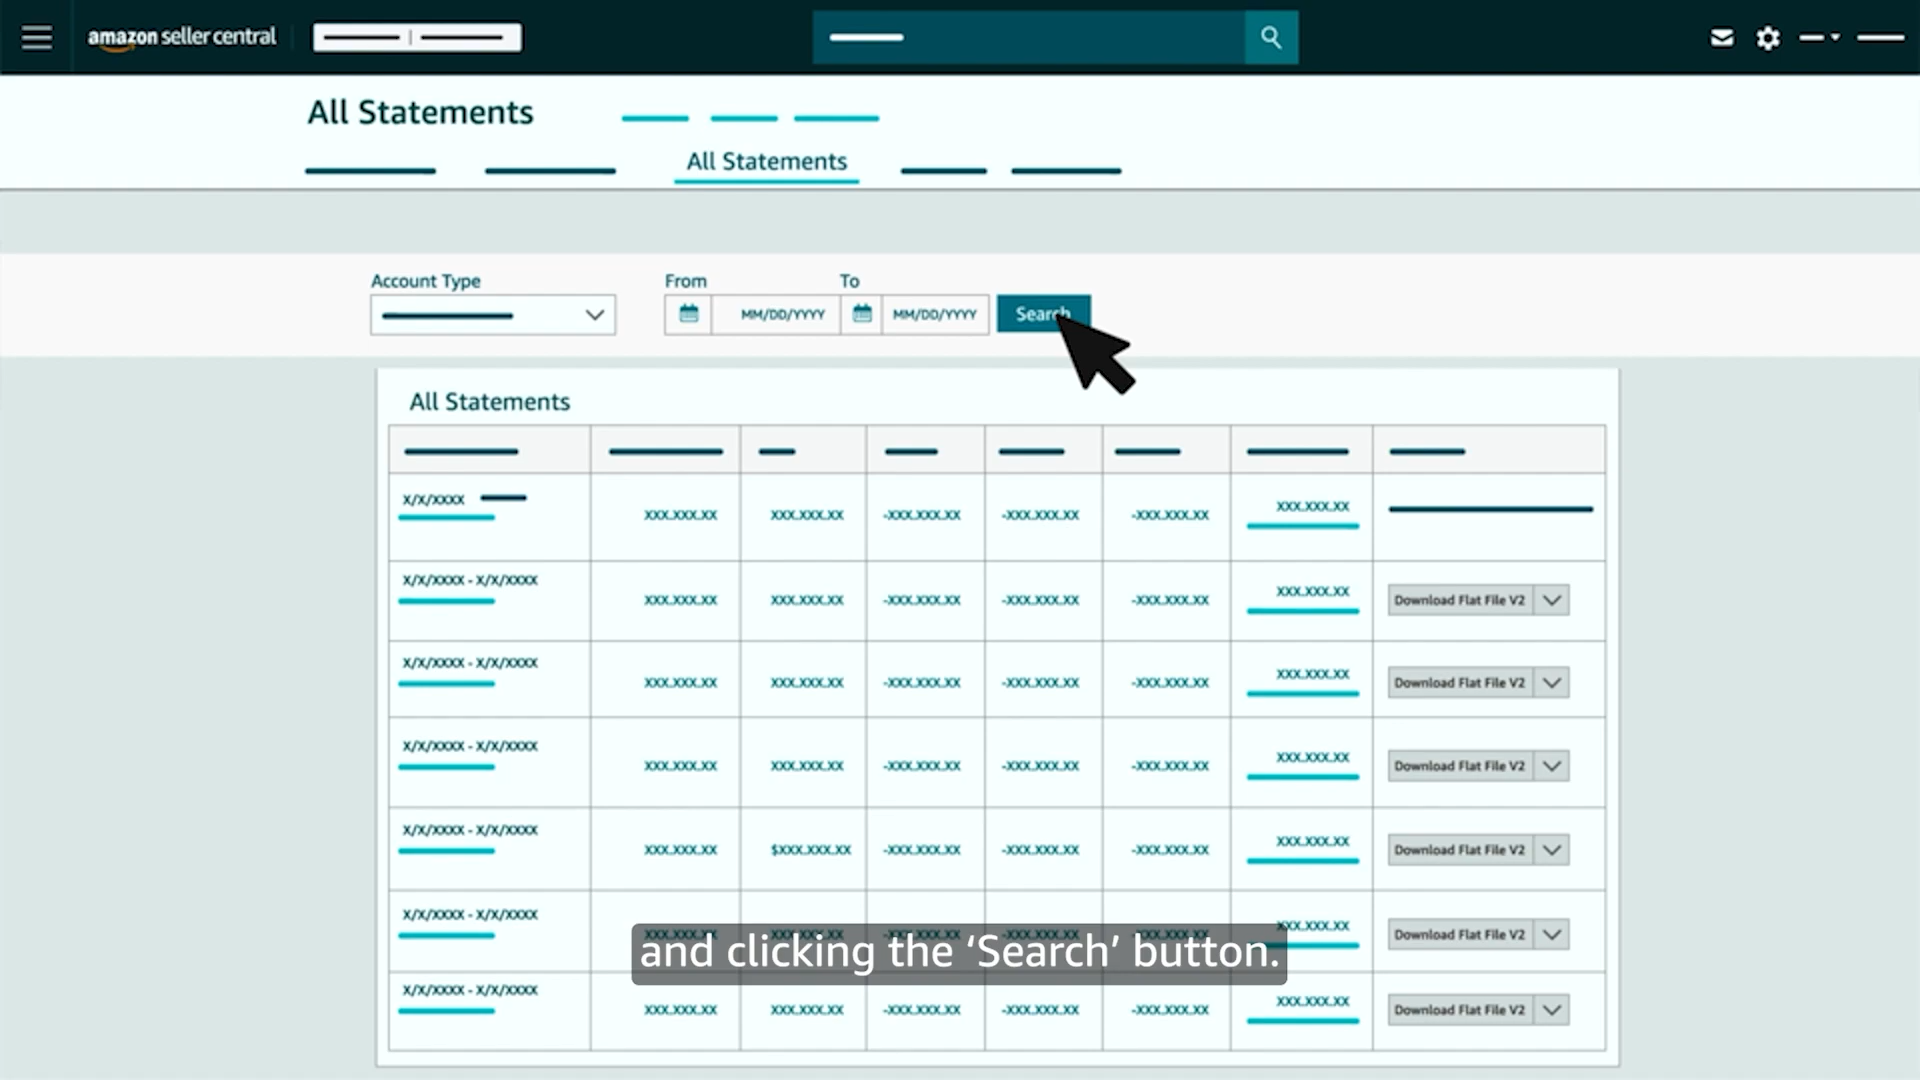 amazon seller central
All Statements
All Statements
Account Type From To
MM/DD/YYYY MM/DD/YYYY Search
All Statements
X/X/XXXX XXX.XXX.XX XXX.XXX.XX -XXX.XXX.XX -XXX.XXX.XX -XXX.XXX.XX XXX.XXX.XX
X/X/XXXX - X/X/XXXX XXX.XXX.XX XXX.XXX.XX -XXX.XXX.XX -XXX.XXX.XX -XXX.XXX.XX XXX.XXX.XX Download Flat File V2
X/X/XXXX - X/X/XXXX XXX.XXX.XX XXX.XXX.XX -XXX.XXX.XX -XXX.XXX.XX -XXX.XXX.XX XXX.XXX.XX Download Flat File V2
X/X/XXXX - X/X/XXXX XXX.XXX.XX XXX.XXX.XX -XXX.XXX.XX -XXX.XXX.XX -XXX.XXX.XX XXX.XXX.XX Download Flat File V2
X/X/XXXX - X/X/XXXX XXX.XXX.XX $XXX.XXX.XX -XXX.XXX.XX -XXX.XXX.XX -XXX.XXX.XX XXX.XXX.XX Download Flat File V2
X/X/XXXX - X/X/XXXX XXX.XXX.XX Download Flat File V2
and clicking the ‘Search’ button.
X/X/XXXX - X/X/XXXX XXX.XXX.XX XXX.XXX.XX -XXX.XXX.XX -XXX.XXX.XX -XXX.XXX.XX XXX.XXX.XX Download Flat File V2